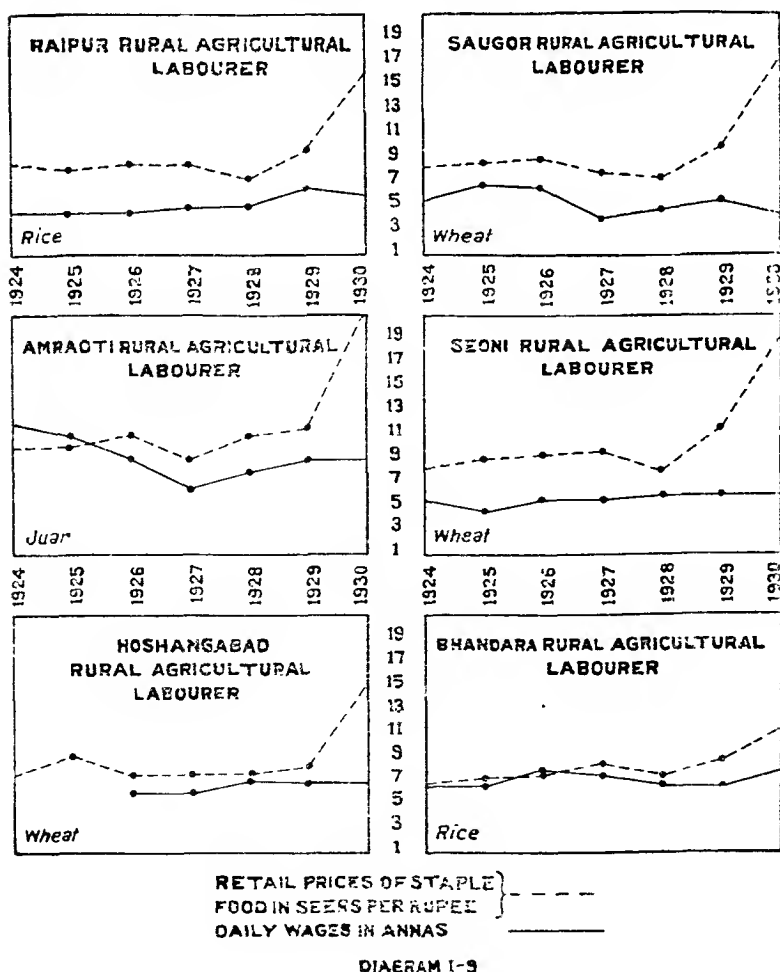 RAIPUR RURAL AGRICULTURAL
LABOURER
Rice
19
17
15
13
11
9
7
5
3
1
SAUGOR RURAL AGRICULTURAL
LABOURER
Wheat
1924
1925
1926
1927
1928
1929
1930
1924
1925
1926
1927
1928
1929
1930
AMRAOTI RURAL AGRICULTURAL
LABOURER
Juar
19
17
15
13
11
9
7
5
3
1
SEONI RURAL AGRICULTURAL
LABOURER
Wheat
1924
1925
1926
1927
1928
1929
1930
1924
1925
1926
1927
1928
1929
1930
HOSHANGABAD
RURAL AGRICULTURAL
LABOURER
Wheat
19
17
15
13
11
9
7
5
3
1
BHANDARA RURAL AGRICULTURAL
LABOURER
Rice
RETAIL PRICES OF STAPLE
FOOD IN SEERS PER RUPEE
DAILY WAGES IN ANNAS
DIAGRAM I-9